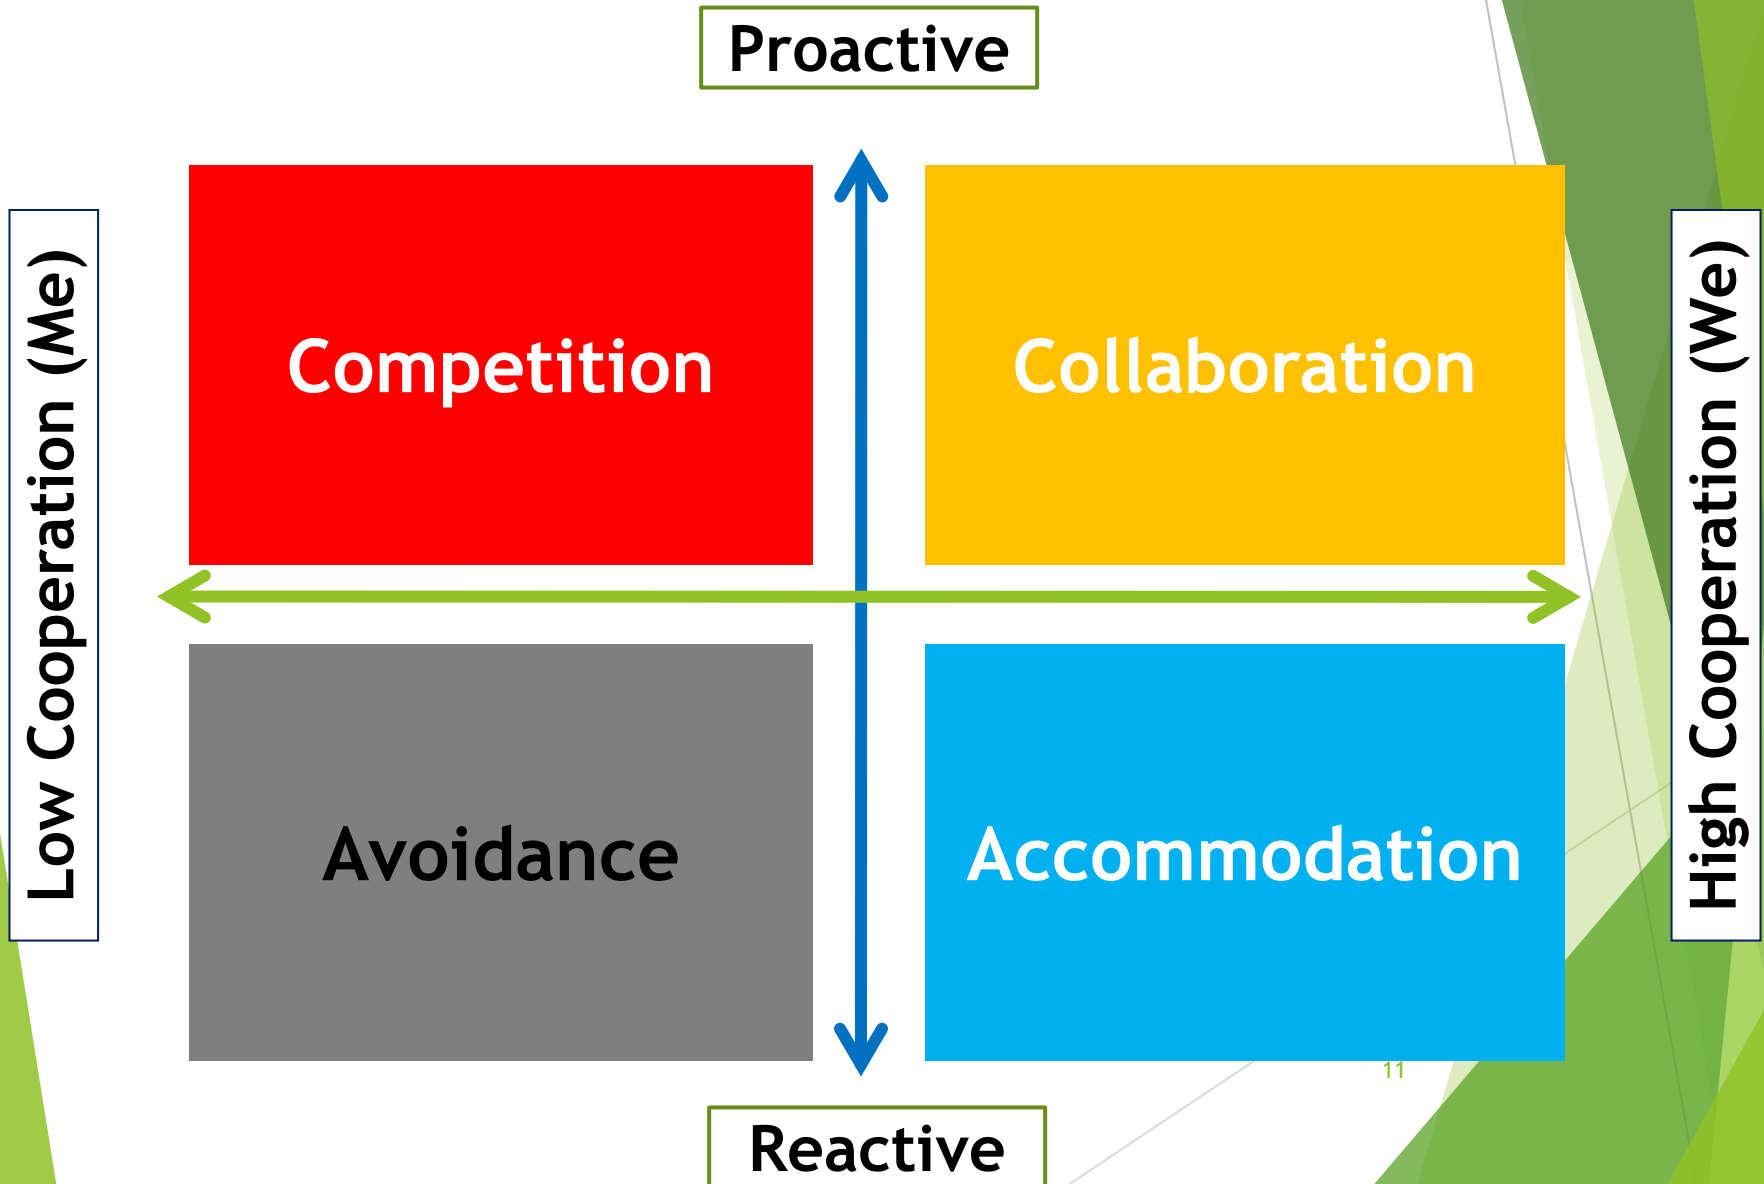 Proactive
Low Cooperation (Me)
Competition
Collaboration
High Cooperation (We)
Avoidance
Accommodation
11
Reactive